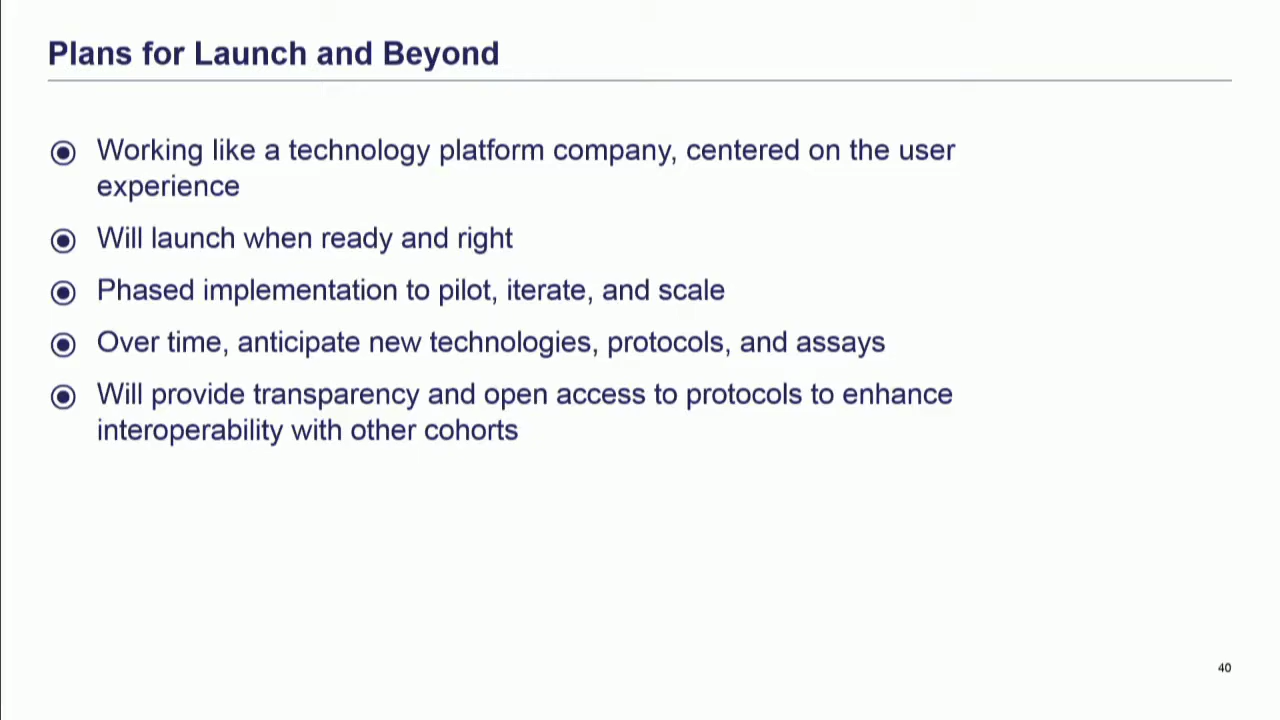 Plans for Launch and Beyond
Working like a technology platform company, centered on the user
experience
Will launch when ready and right
Phased implementation to pilot, iterate, and scale
Over time, anticipate new technologies, protocols, and assays
Will provide transparency and open access to protocols to enhance
interoperability with other cohorts
40